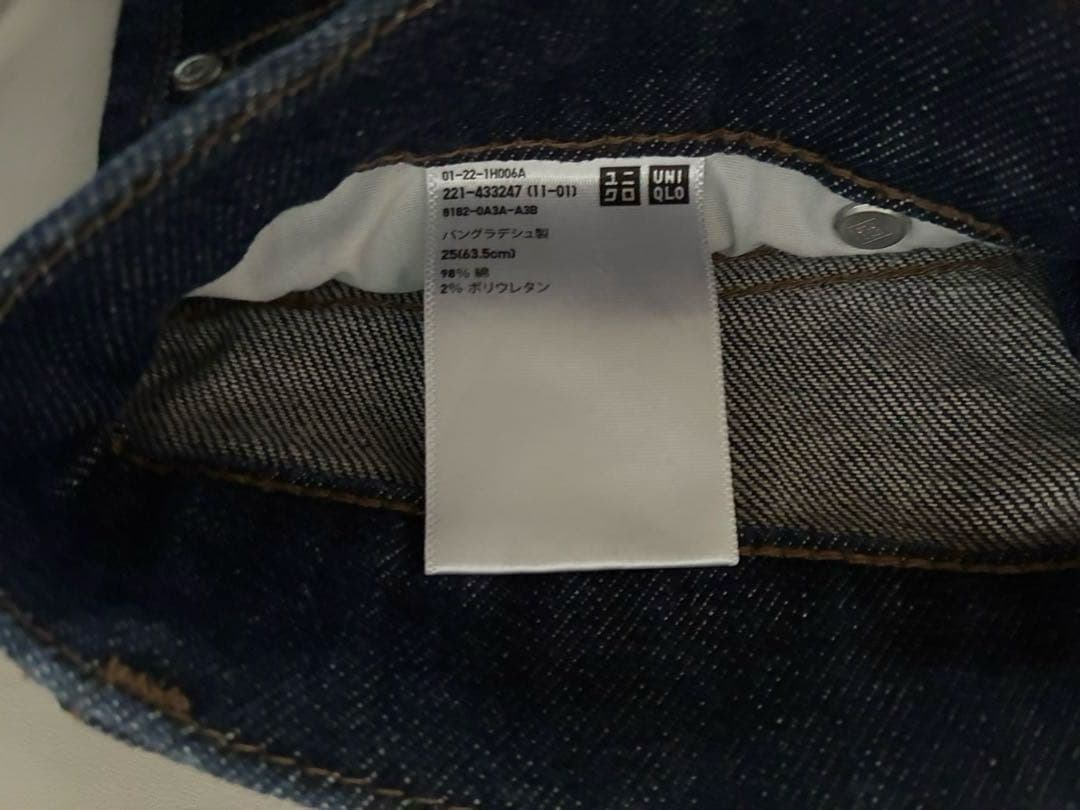 01-22-1H006A
221-433247 (11-01)
ユニ
クロ
UNI
QLO
8182-0A3A-A3B
バングラデシュ製
25(63.5cm)
98% 綿
2% ポリウレタン